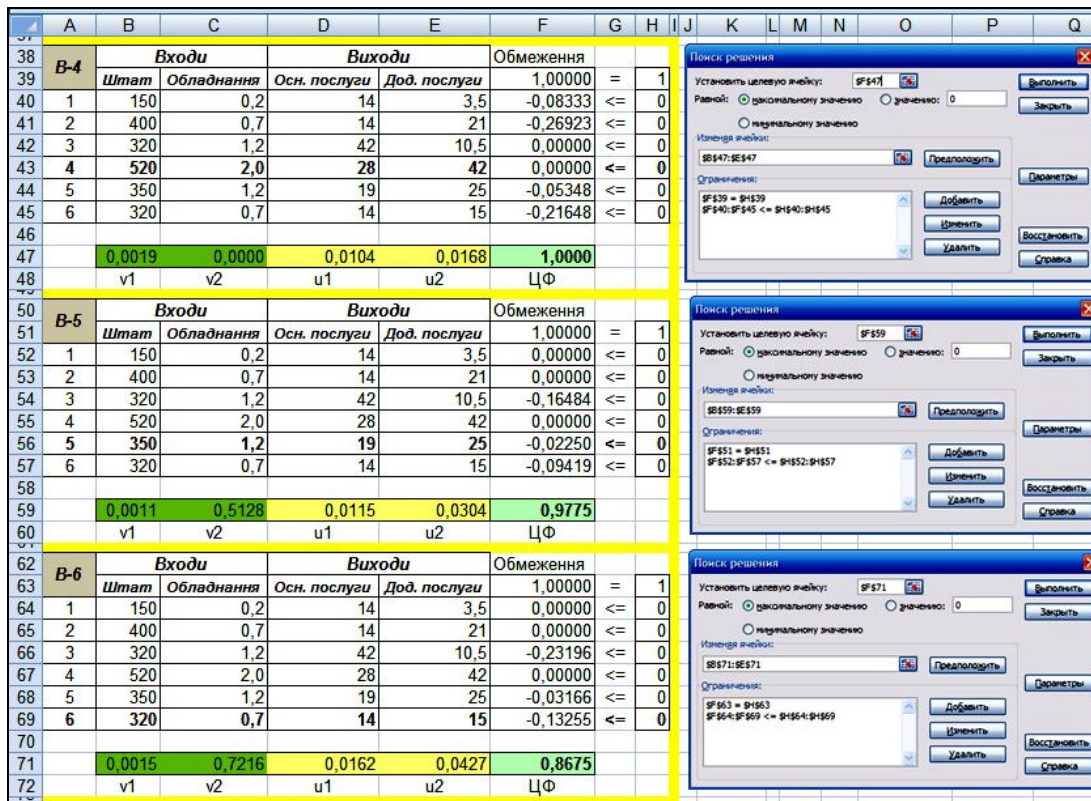 A B C D E F G H I J K L M N O P Q
37
38 В-4 Входи Виходи Обмеження
39 Штат Обладнання Осн. послуги Дод. послуги 1,00000 = 1
40 1 150 0,2 14 3,5 -0,08333 <= 0
41 2 400 0,7 14 21 -0,26923 <= 0
42 3 320 1,2 42 10,5 0,00000 <= 0
43 4 520 2,0 28 42 0,00000 <= 0
44 5 350 1,2 19 25 -0,05348 <= 0
45 6 320 0,7 14 15 -0,21648 <= 0
46
47 0,0019 0,0000 0,0104 0,0168 1,0000
48 v1 v2 u1 u2 ЦФ
Поиск решения
Установить целевую ячейку: $F$47 Выполнить
Равной: максимальному значению значению: 0 Закрыть
минимальному значению
Изменяя ячейки:
$B$47:$E$47 Предположить
Ограничения: Параметры
$F$39 = $H$39 Добавить
$F$40:$F$45 <= $H$40:$H$45
Изменить
Восстановить
Удалить
Справка
50 В-5 Входи Виходи Обмеження
51 Штат Обладнання Осн. послуги Дод. послуги 1,00000 = 1
52 1 150 0,2 14 3,5 0,00000 <= 0
53 2 400 0,7 14 21 0,00000 <= 0
54 3 320 1,2 42 10,5 -0,16484 <= 0
55 4 520 2,0 28 42 0,00000 <= 0
56 5 350 1,2 19 25 -0,02250 <= 0
57 6 320 0,7 14 15 -0,09419 <= 0
58
59 0,0011 0,5128 0,0115 0,0304 0,9775
60 v1 v2 u1 u2 ЦФ
Поиск решения
Установить целевую ячейку: $F$59 Выполнить
Равной: максимальному значению значению: 0 Закрыть
минимальному значению
Изменяя ячейки:
$B$59:$E$59 Предположить
Ограничения: Параметры
$F$51 = $H$51 Добавить
$F$52:$F$57 <= $H$52:$H$57
Изменить
Восстановить
Удалить
Справка
62 В-6 Входи Виходи Обмеження
63 Штат Обладнання Осн. послуги Дод. послуги 1,00000 = 1
64 1 150 0,2 14 3,5 0,00000 <= 0
65 2 400 0,7 14 21 0,00000 <= 0
66 3 320 1,2 42 10,5 -0,23196 <= 0
67 4 520 2,0 28 42 0,00000 <= 0
68 5 350 1,2 19 25 -0,03166 <= 0
69 6 320 0,7 14 15 -0,13255 <= 0
70
71 0,0015 0,7216 0,0162 0,0427 0,8675
72 v1 v2 u1 u2 ЦФ
Поиск решения
Установить целевую ячейку: $F$71 Выполнить
Равной: максимальному значению значению: 0 Закрыть
минимальному значению
Изменяя ячейки:
$B$71:$E$71 Предположить
Ограничения: Параметры
$F$63 = $H$63 Добавить
$F$64:$F$69 <= $H$64:$H$69
Изменить
Восстановить
Удалить
Справка